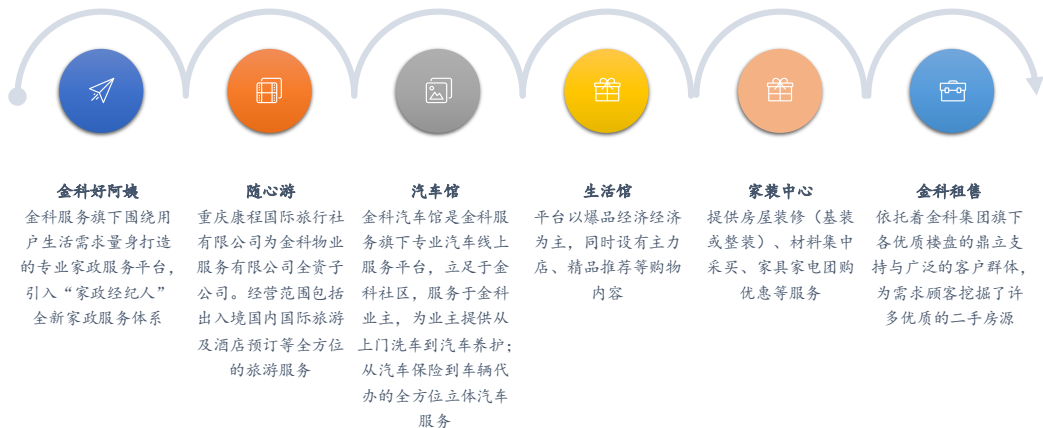 金科好阿姨
金科服务旗下围绕用
户生活需求量身打造
的专业家政服务平台，
引入“家政经纪人”
全新家政服务体系
随心游
重庆康程国际旅行社
有限公司为金科物业
服务有限公司全资子
公司。经营范围包括
出入境国内国际旅游
及酒店预订等全方位
的旅游服务
汽车馆
金科汽车馆是金科服
务旗下专业汽车线上
服务平台，立足于金
科社区，服务于金科
业主，为业主提供从
上门洗车到汽车养护；
从汽车保险到车辆代
办的全方位立体汽车
服务
生活馆
平台以爆品经济经济
为主，同时设有主力
店、精品推荐等购物
内容
家装中心
提供房屋装修（基装
或整装）、材料集中
采买、家具家电团购
优惠等服务
金科租售
依托着金科集团旗下
各优质楼盘的鼎立支
持与广泛的客户群体，
为需求顾客挖掘了许
多优质的二手房源